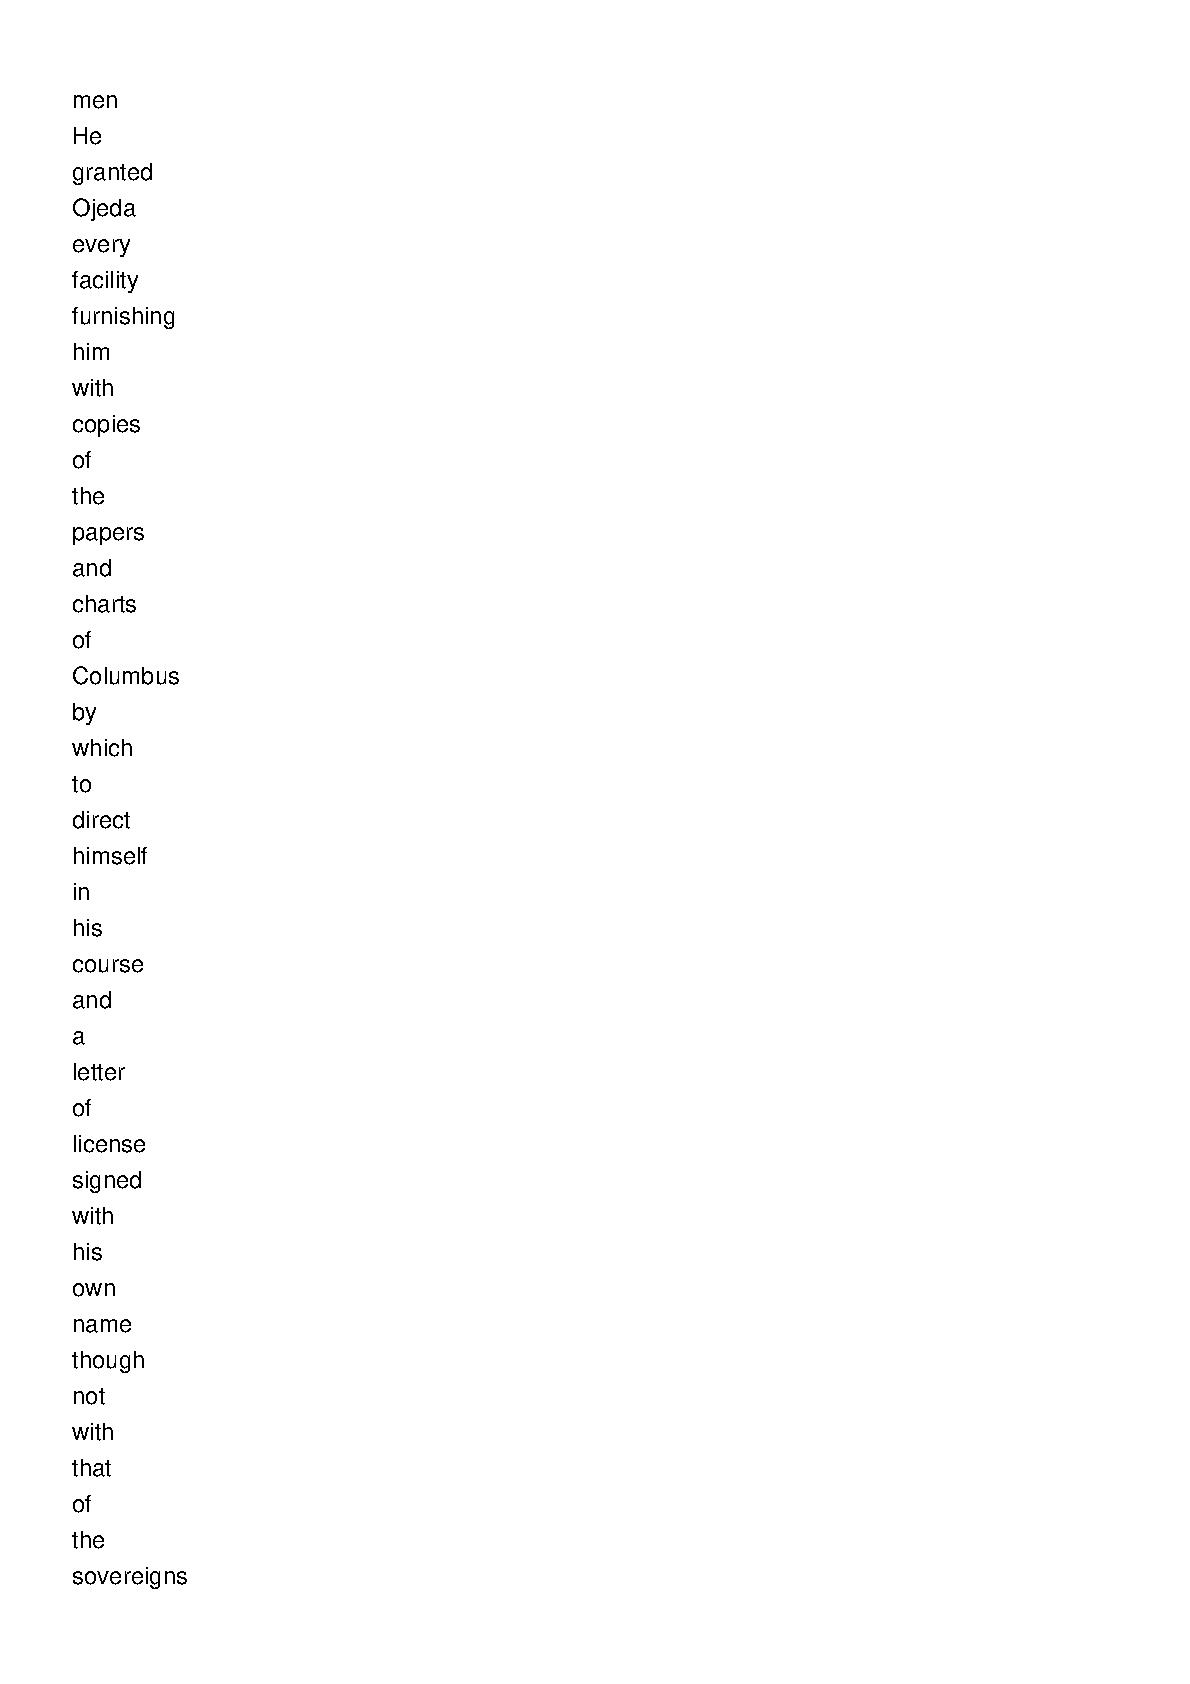 men
He
granted
Ojeda
every
facility
furnishing
him
with
copies
of
the
papers
and
charts
of
Columbus
by
which
to
direct
himself
in
his
course
and
a
letter
of
license
signed
with
his
own
name
though
not
with
that
of
the
sovereigns